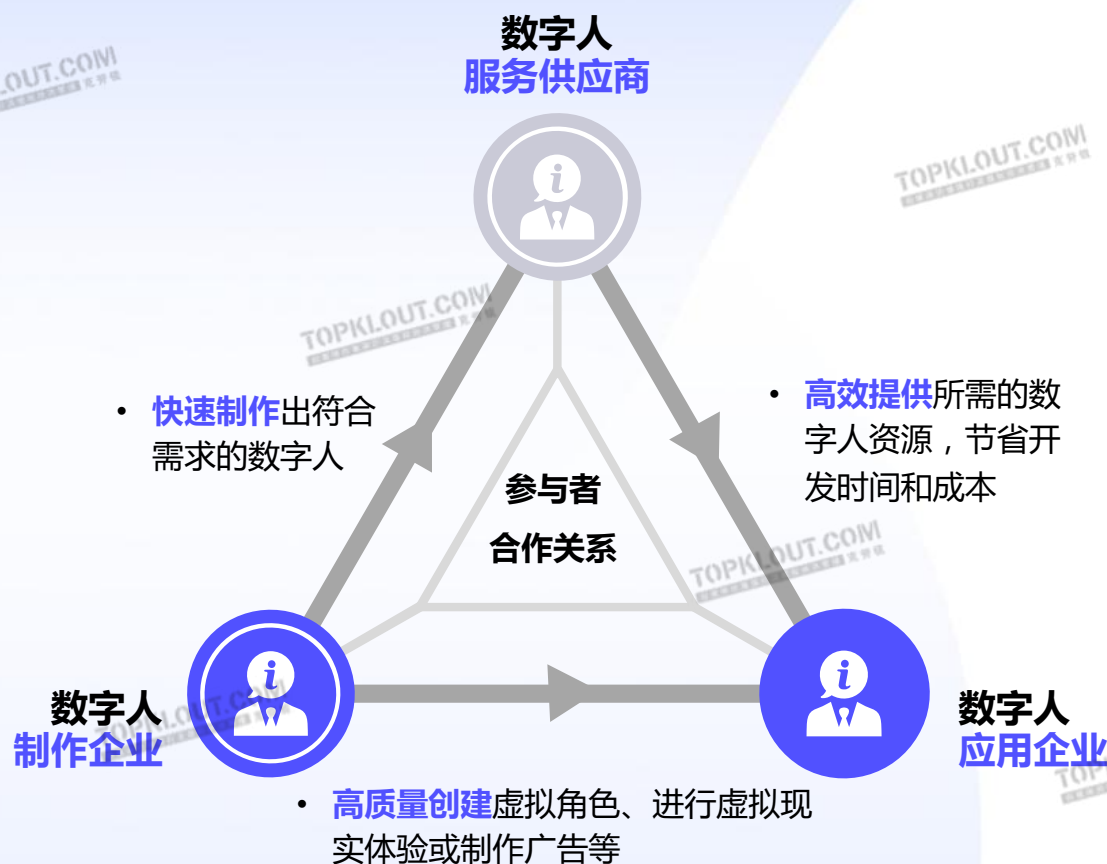 数字人
服务供应商
TOPKLOUT.COM
TOPKLOUT.COM
• 快速制作出符合
需求的数字人
• 高效提供所需的数
字人资源，节省开
发时间和成本
参与者
合作关系
TOPKLOUT.COM
数字人
制作企业
数字人
应用企业
• 高质量创建虚拟角色、进行虚拟现
实体验或制作广告等